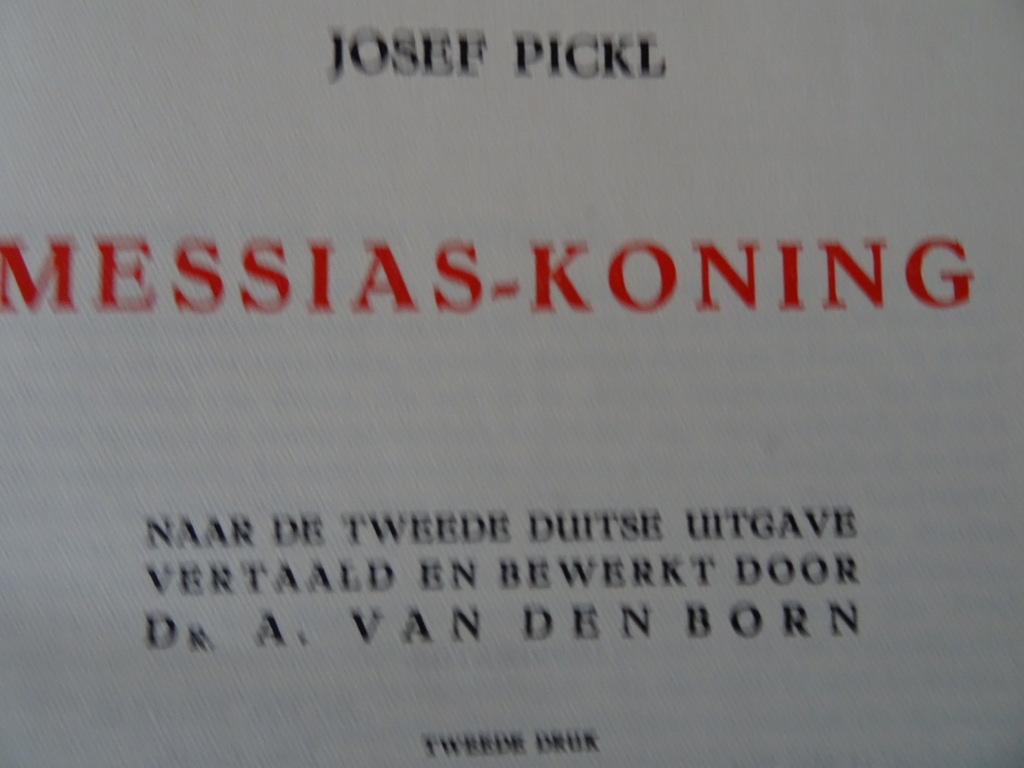 JOSEF PICKL
MESSIAS-KONING
NAAR DE TWEEDE DUITSE UITGAVE
VERTAALD EN BEWERKT DOOR
DR. A. VAN DEN BORN
TWEEDE DRUK